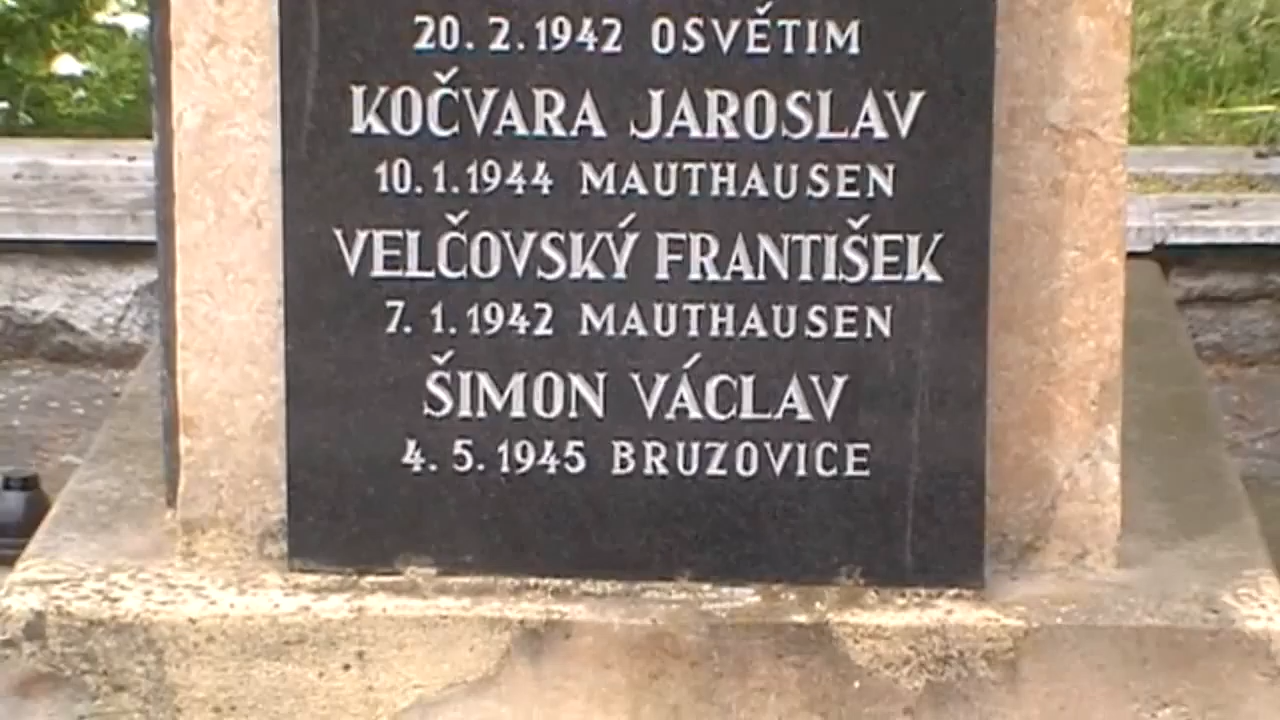 20. 2. 1942 OSVĚTIM
KOČVARA JAROSLAV
10. 1. 1944 MAUTHAUSEN
VELČOVSKÝ FRANTIŠEK
7. 1. 1942 MAUTHAUSEN
ŠIMON VÁCLAV
4. 5. 1945 BRUZOVICE